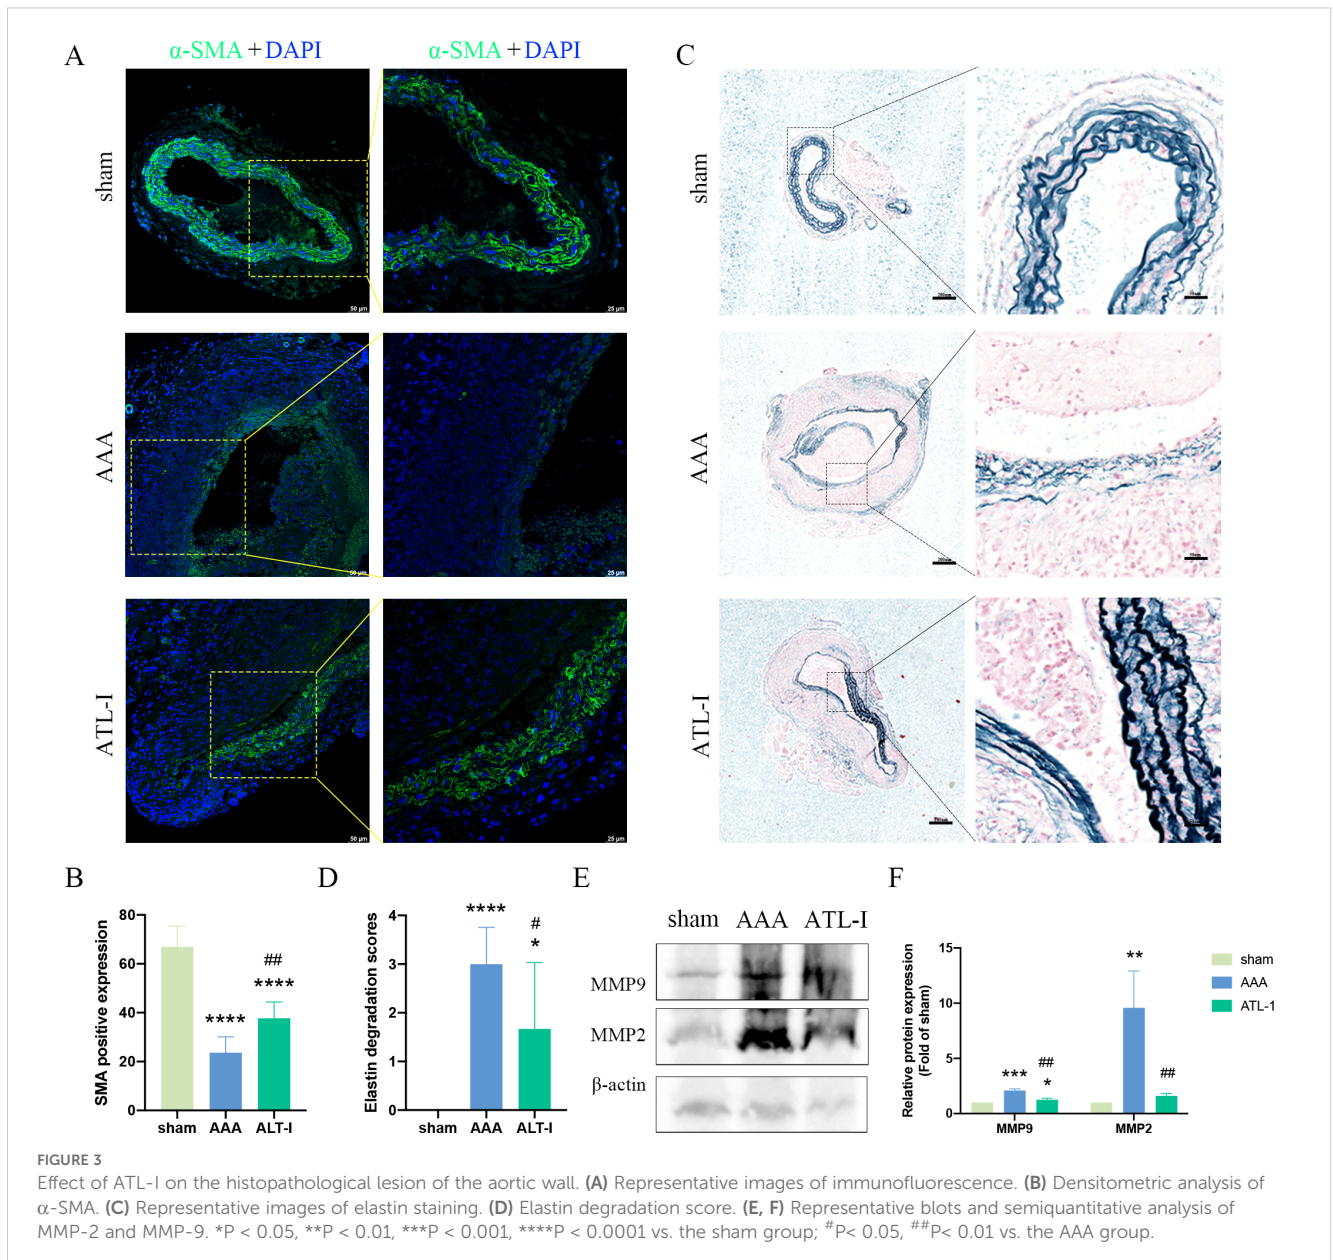 A
α-SMA + DAPI
α-SMA + DAPI
C
sham
50 μm
25 μm
AAA
50 μm
25 μm
ATL-I
50 μm
25 μm
sham
200um
AAA
200um
50um
ATL-I
B
SMA positive expression
80
60
40
20
0
****
##
****
sham AAA ALT-I
D
Elastin degradation scores
4
3
2
1
0
****
#
*
sham AAA ALT-I
E
sham AAA ATL-I
MMP9
MMP2
β-actin
F
Relative protein expression
(Fold of sham)
15
10
5
0
***
##
*
**
##
MMP9 MMP2
sham
AAA
ATL-1
FIGURE 3
Effect of ATL-I on the histopathological lesion of the aortic wall. (A) Representative images of immunofluorescence. (B) Densitometric analysis of
α-SMA. (C) Representative images of elastin staining. (D) Elastin degradation score. (E, F) Representative blots and semiquantitative analysis of
MMP-2 and MMP-9. *P < 0.05, **P < 0.01, ***P < 0.001, ****P < 0.0001 vs. the sham group; #P< 0.05, ##P< 0.01 vs. the AAA group.